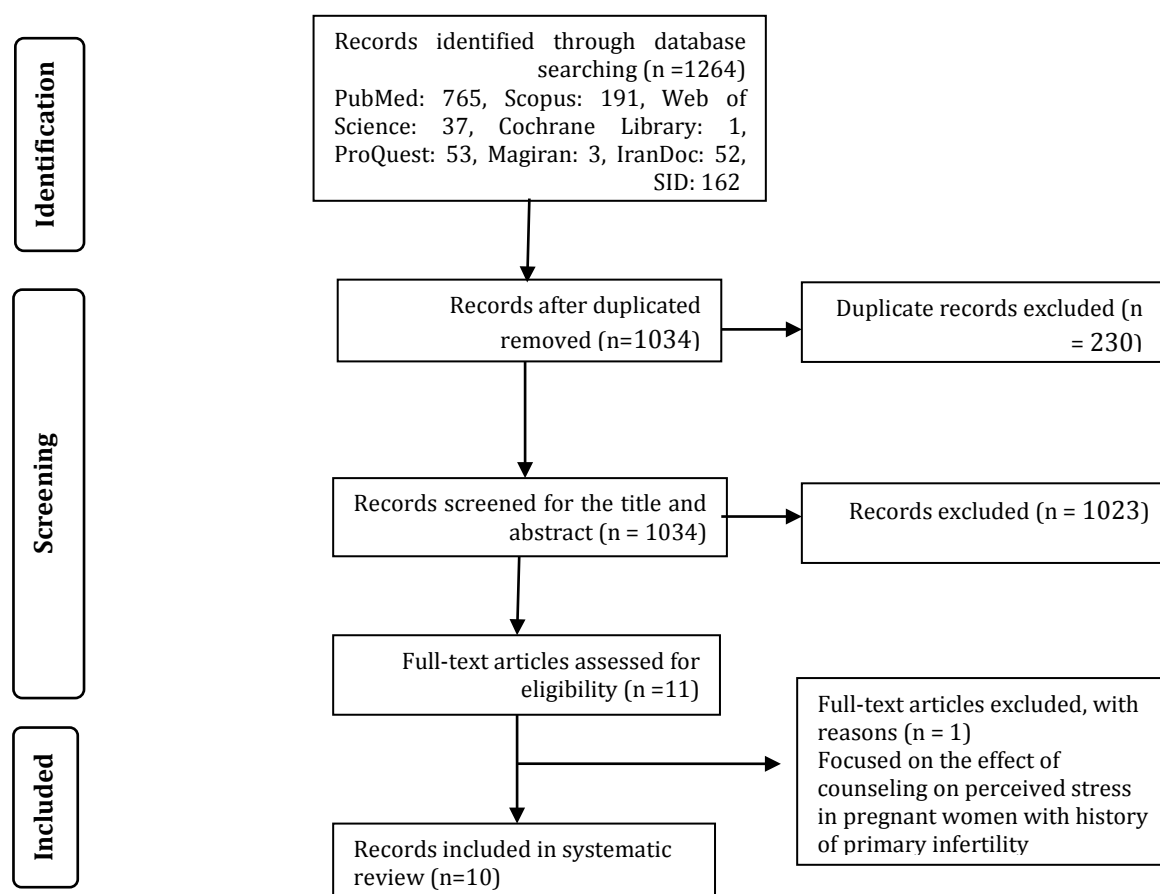 Identification
Records identified through database
searching (n =1264)
PubMed: 765, Scopus: 191, Web of
Science: 37, Cochrane Library: 1,
ProQuest: 53, Magiran: 3, IranDoc: 52,
SID: 162
Screening
Records after duplicated
removed (n=1034)
Duplicate records excluded (n
= 230)
Records screened for the title and
abstract (n = 1034)
Records excluded (n = 1023)
Full-text articles assessed for
eligibility (n =11)
Full-text articles excluded, with
reasons (n = 1)
Focused on the effect of
counseling on perceived stress
in pregnant women with history
of primary infertility
Included
Records included in systematic
review (n=10)